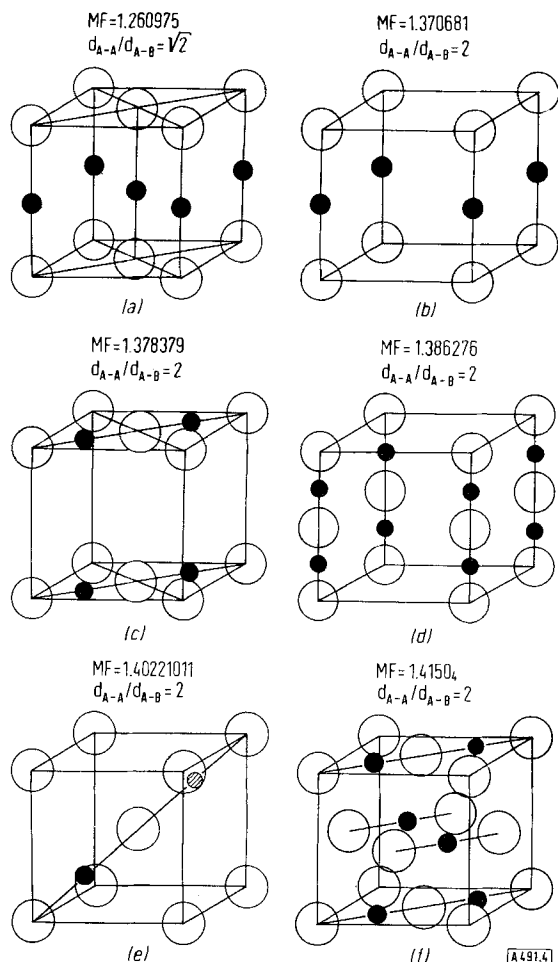 MF=1.260975
d_A-A/d_A-B=√2
(a)
MF=1.370681
d_A-A/d_A-B=2
(b)
MF=1.378379
d_A-A/d_A-B=2
(c)
MF=1.386276
d_A-A/d_A-B=2
(d)
MF=1.40221011
d_A-A/d_A-B=2
(e)
MF=1.4150₄
d_A-A/d_A-B=2
(f)
A491.4